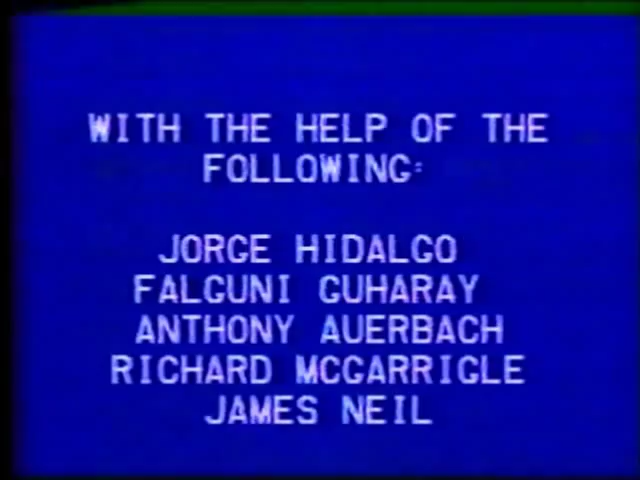 WITH THE HELP OF THE
FOLLOWING:
JORGE HIDALGO
FALGUNI GUHARAY
ANTHONY AUERBACH
RICHARD MCGARRIGLE
JAMES NEIL